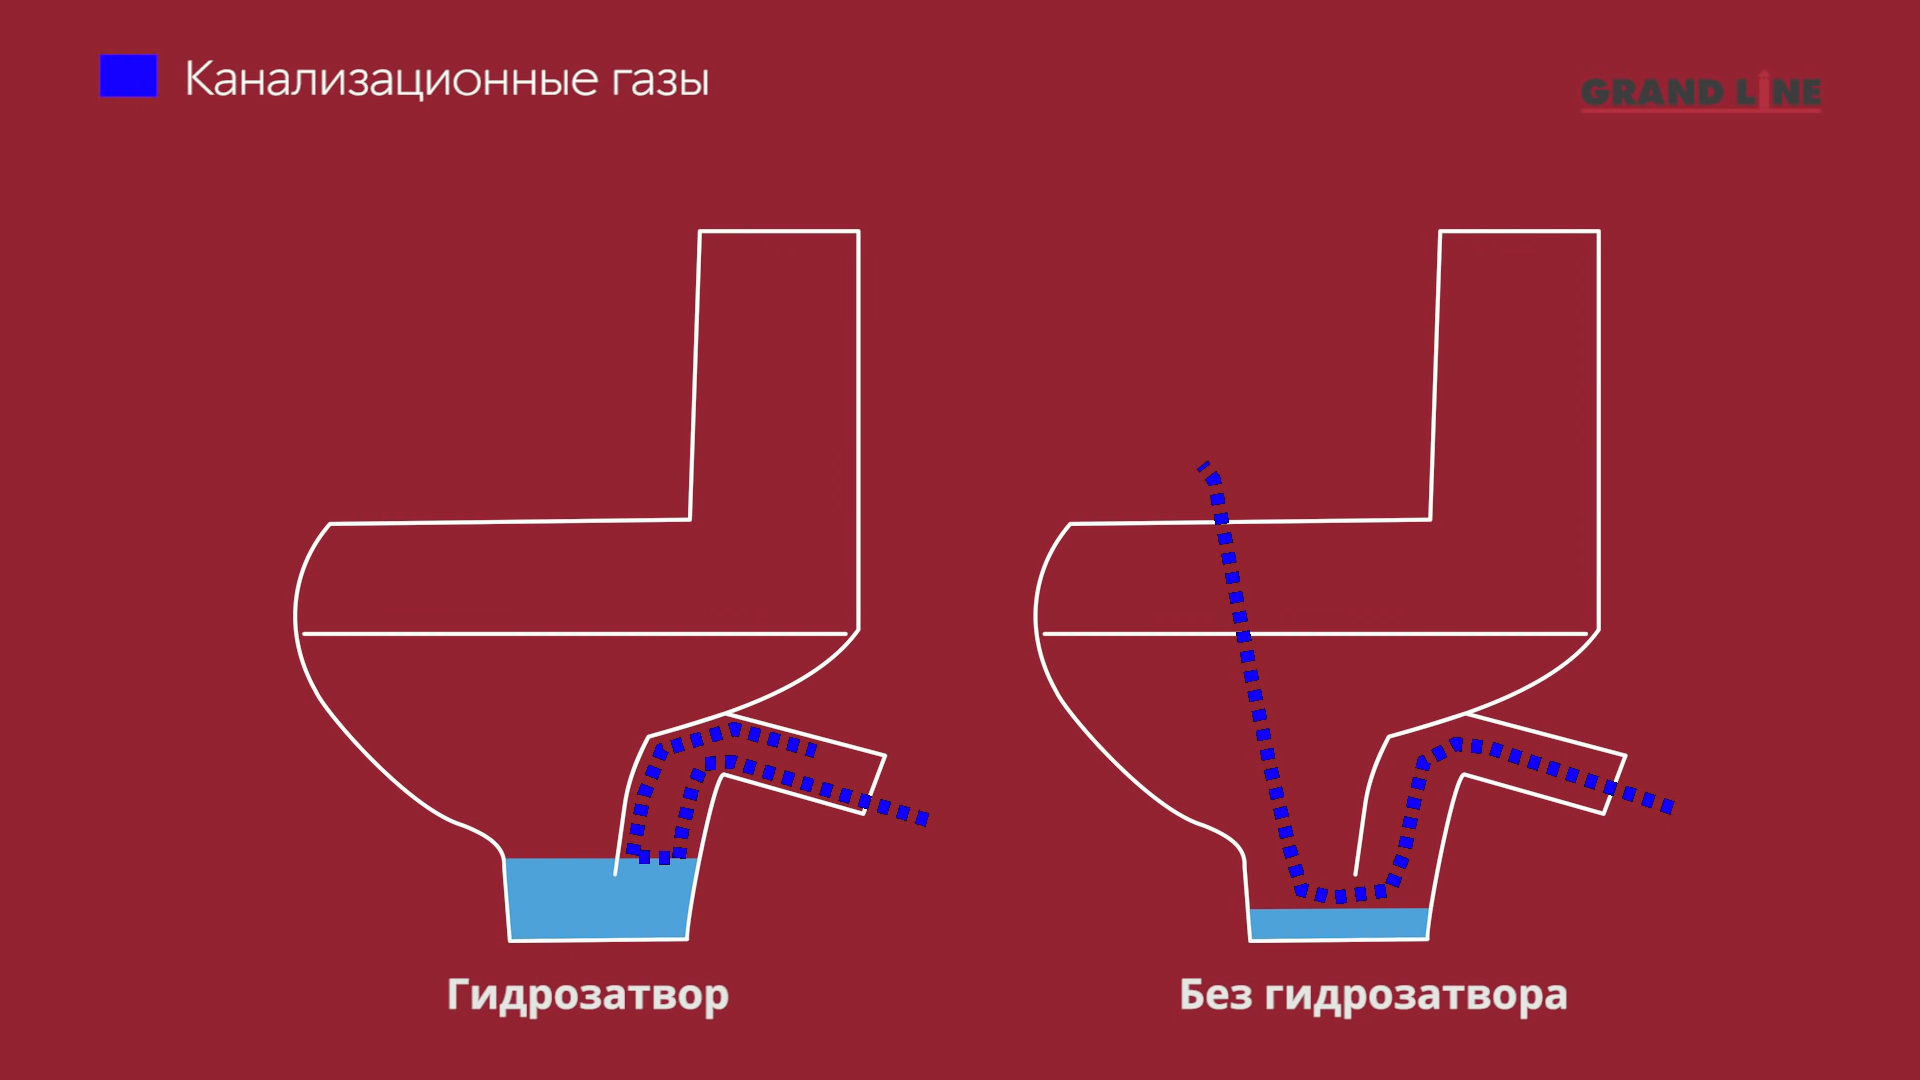 Канализационные газы
GRAND LINE
Гидрозатвор
Без гидрозатвора